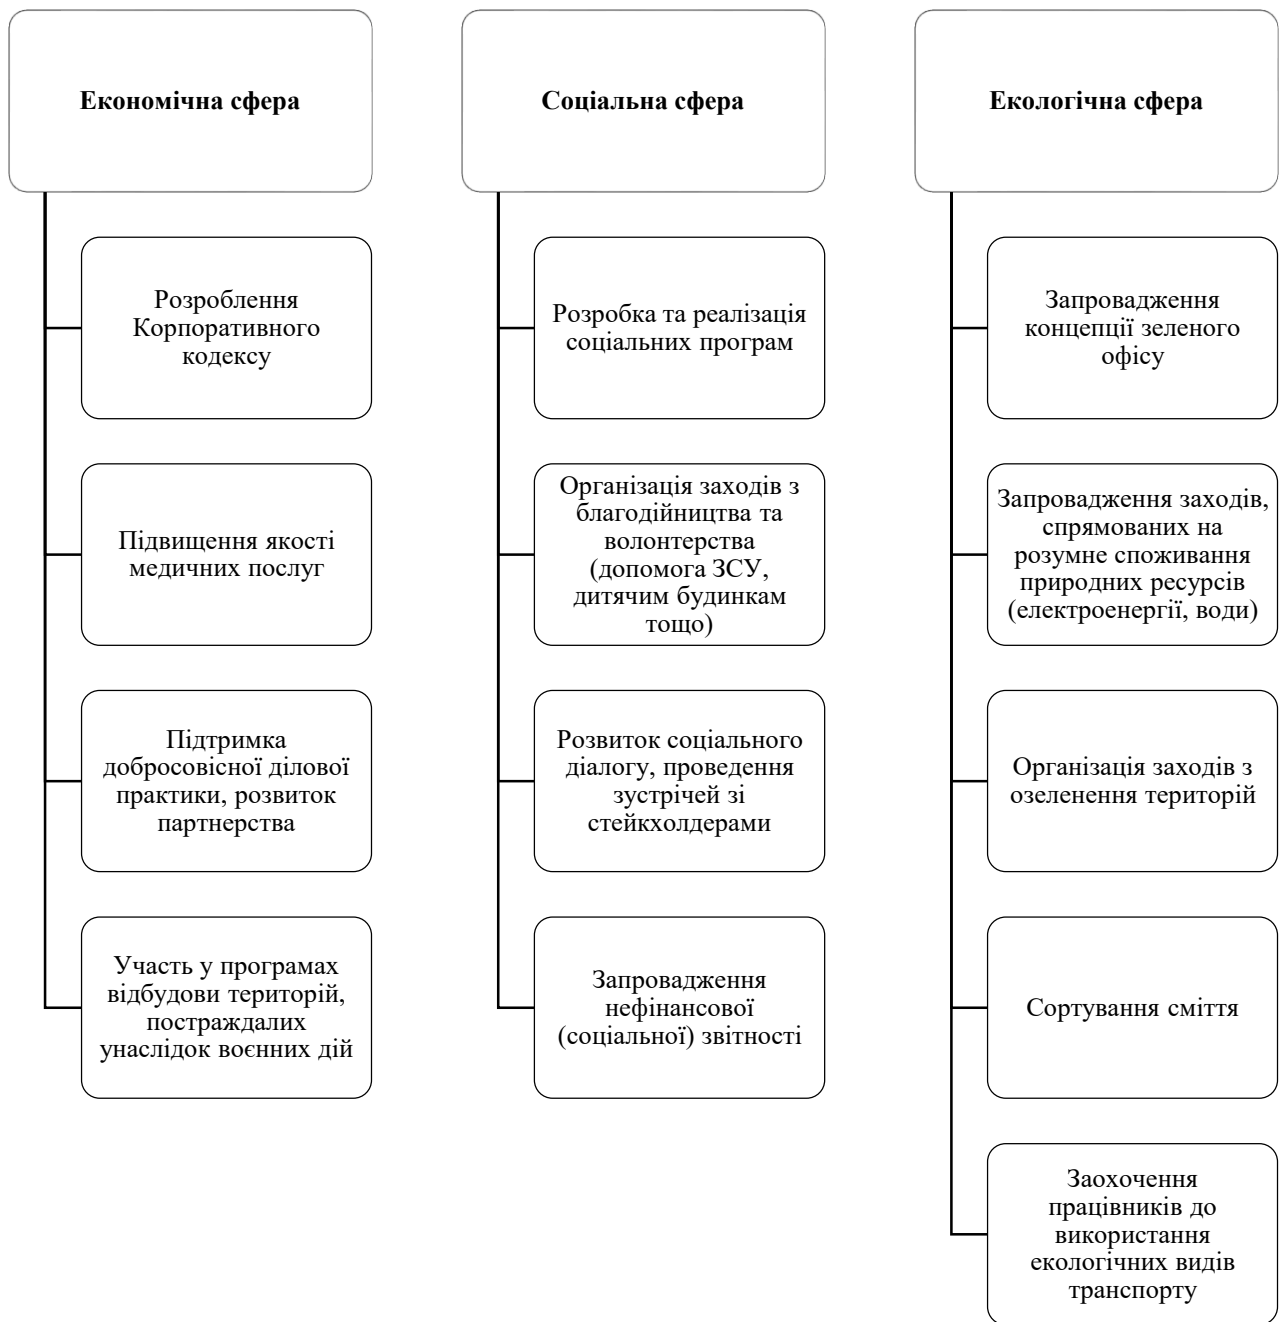 Економічна сфера
Розроблення
Корпоративного
кодексу
Підвищення якості
медичних послуг
Підтримка
добросовісної ділової
практики, розвиток
партнерства
Участь у програмах
відбудови територій,
постраждалих
унаслідок воєнних дій
Соціальна сфера
Розробка та реалізація
соціальних програм
Організація заходів з
благодійництва та
волонтерства
(допомога ЗСУ,
дитячим будинкам
тощо)
Розвиток соціального
діалогу, проведення
зустрічей зі
стейкхолдерами
Запровадження
нефінансової
(соціальної) звітності
Екологічна сфера
Запровадження
концепції зеленого
офісу
Запровадження заходів,
спрямованих на
розумне споживання
природних ресурсів
(електроенергії, води)
Організація заходів з
озеленення територій
Сортування сміття
Заохочення
працівників до
використання
екологічних видів
транспорту